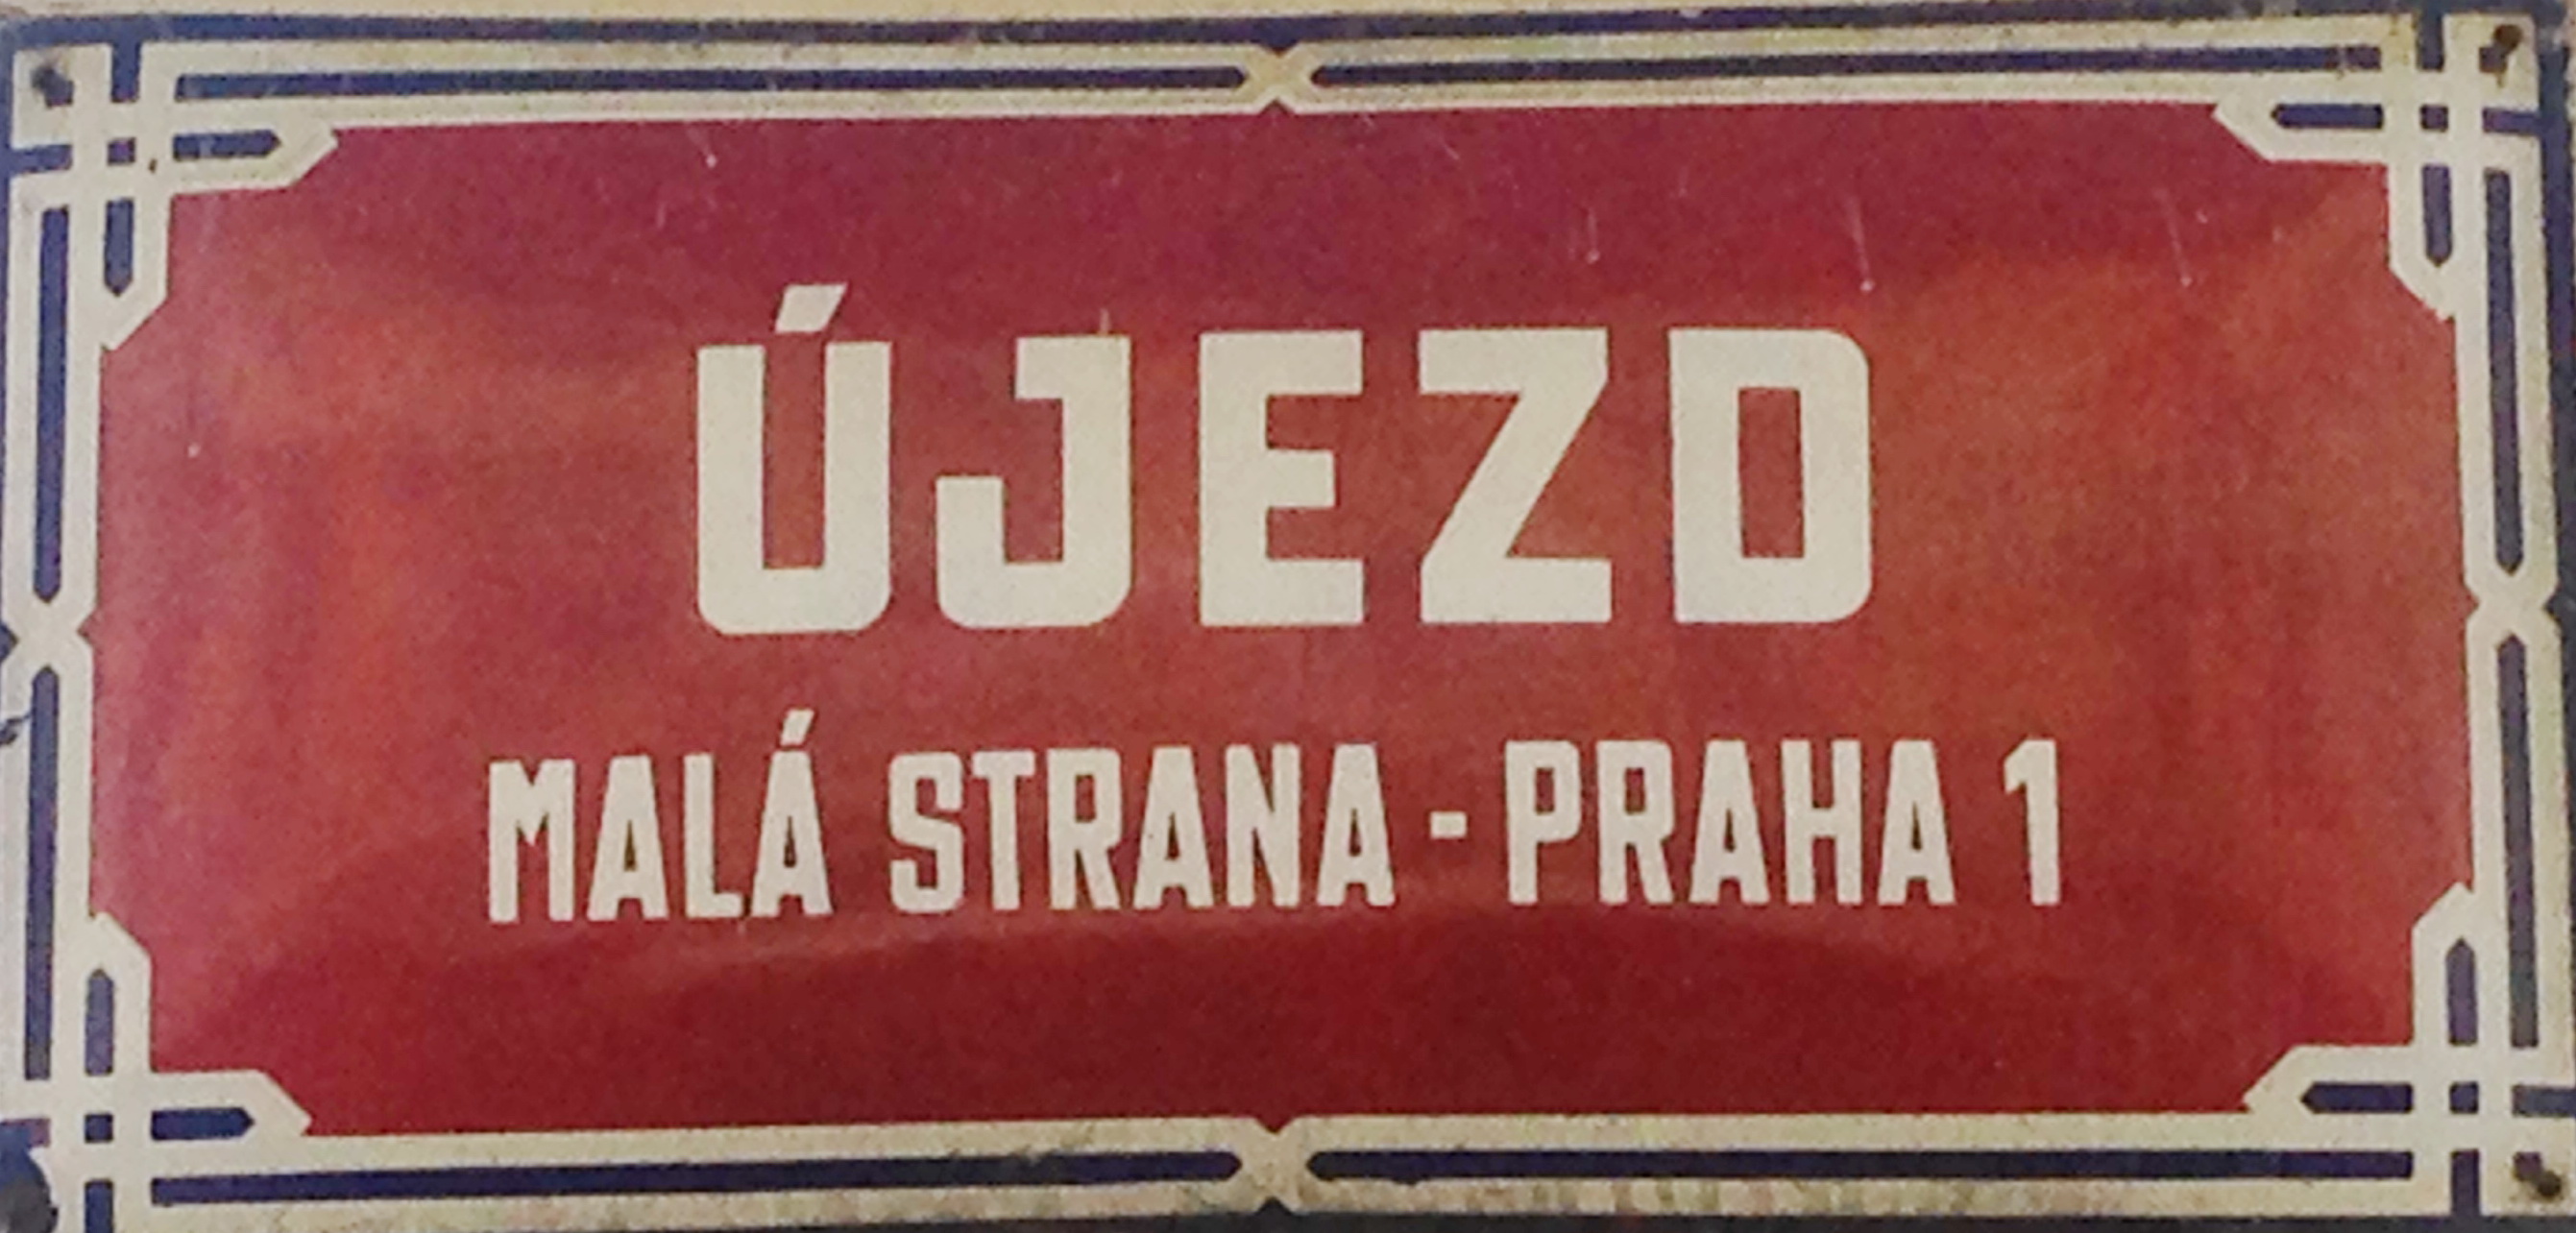 ÚJEZD
MALÁ STRANA - PRAHA 1